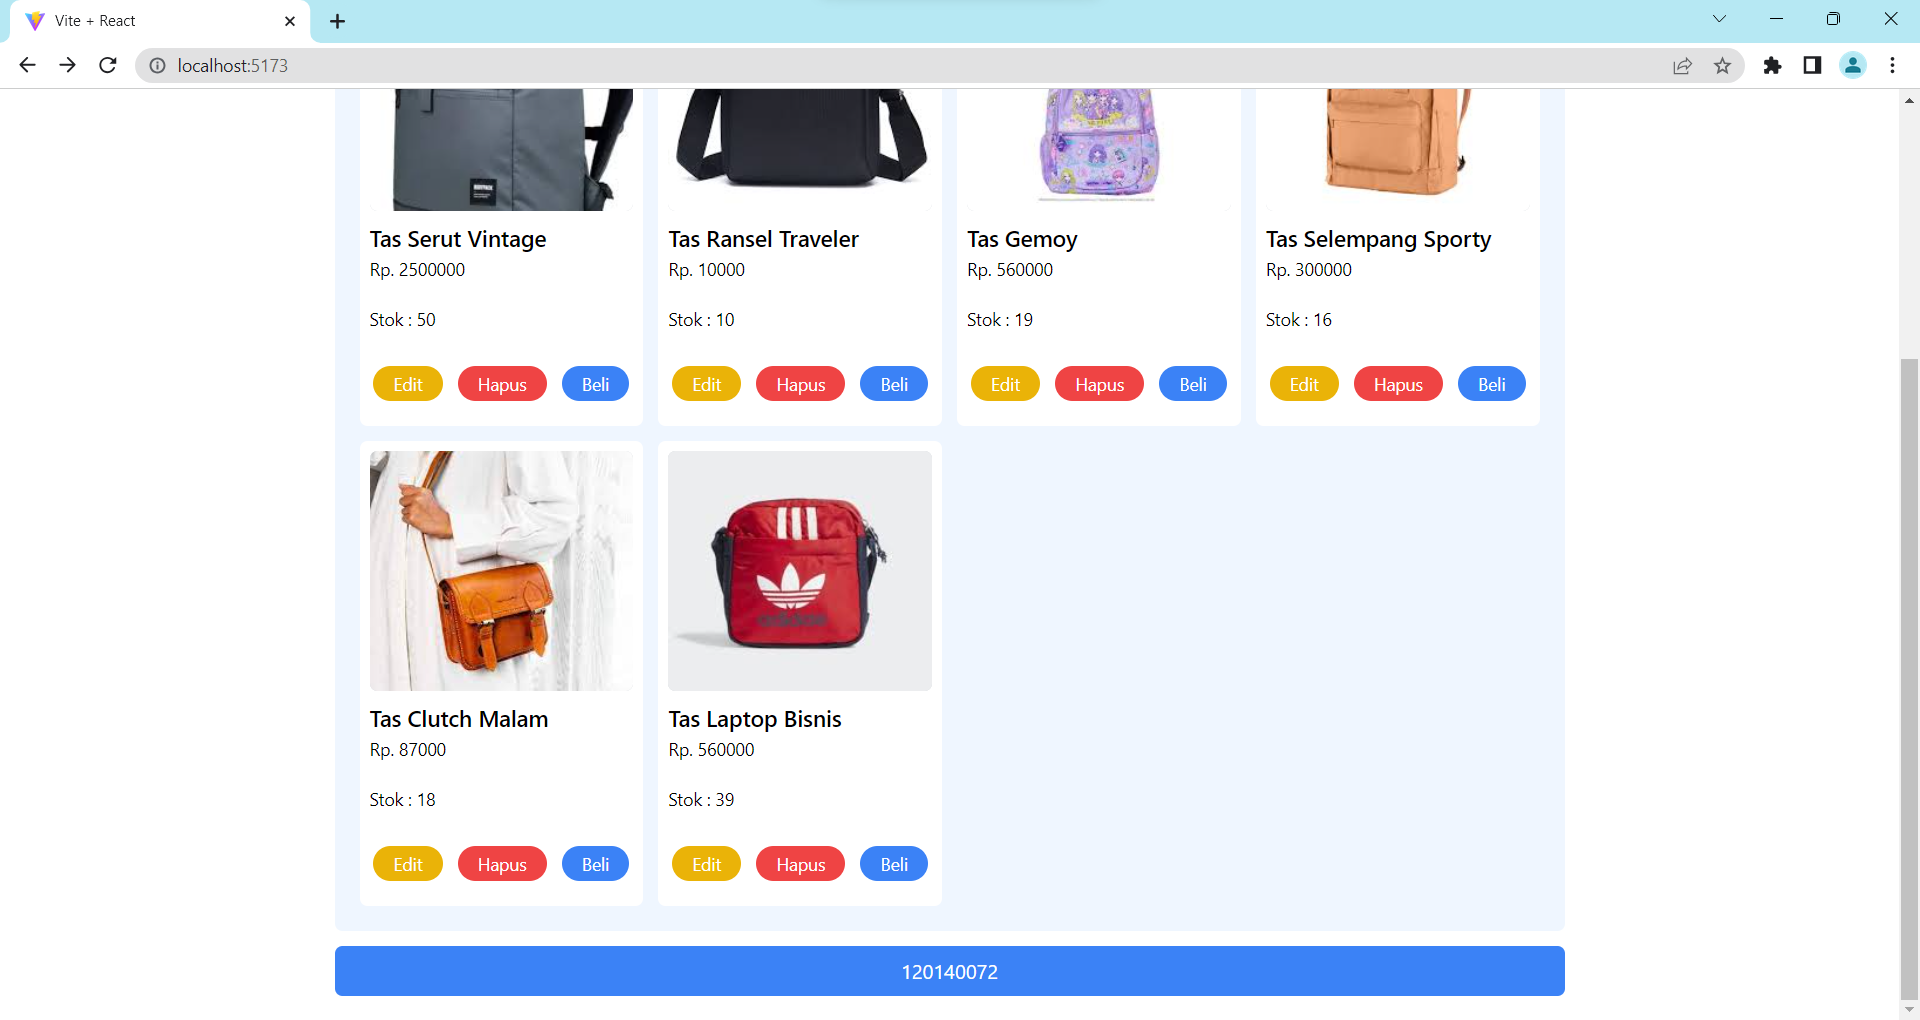 Vite + React
localhost:5173
Tas Serut Vintage
Rp. 2500000
Stok : 50
Edit Hapus Beli
Tas Ransel Traveler
Rp. 10000
Stok : 10
Edit Hapus Beli
Tas Gemoy
Rp. 560000
Stok : 19
Edit Hapus Beli
Tas Selempang Sporty
Rp. 300000
Stok : 16
Edit Hapus Beli
Tas Clutch Malam
Rp. 87000
Stok : 18
Edit Hapus Beli
adidas
Tas Laptop Bisnis
Rp. 560000
Stok : 39
Edit Hapus Beli
120140072